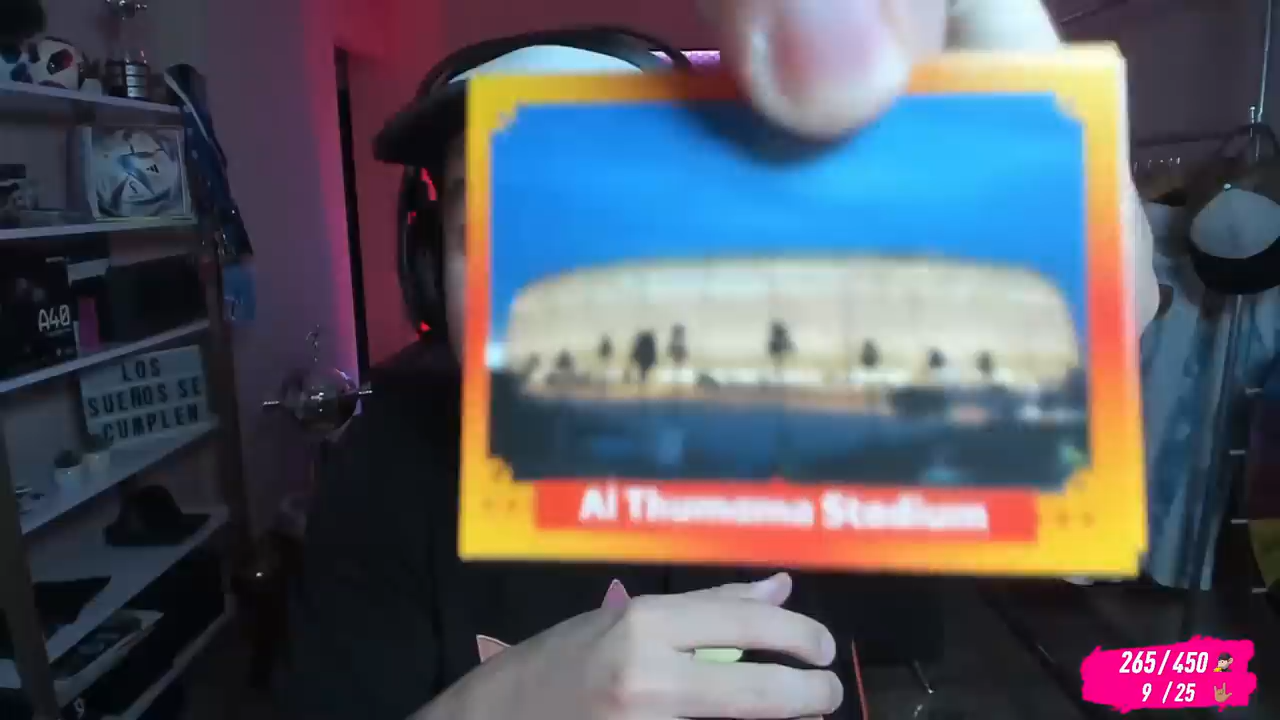 A40
LOS
SUEÑOS SE
CUMPLEN
Al Thumama Stadium
265/450
9 /25